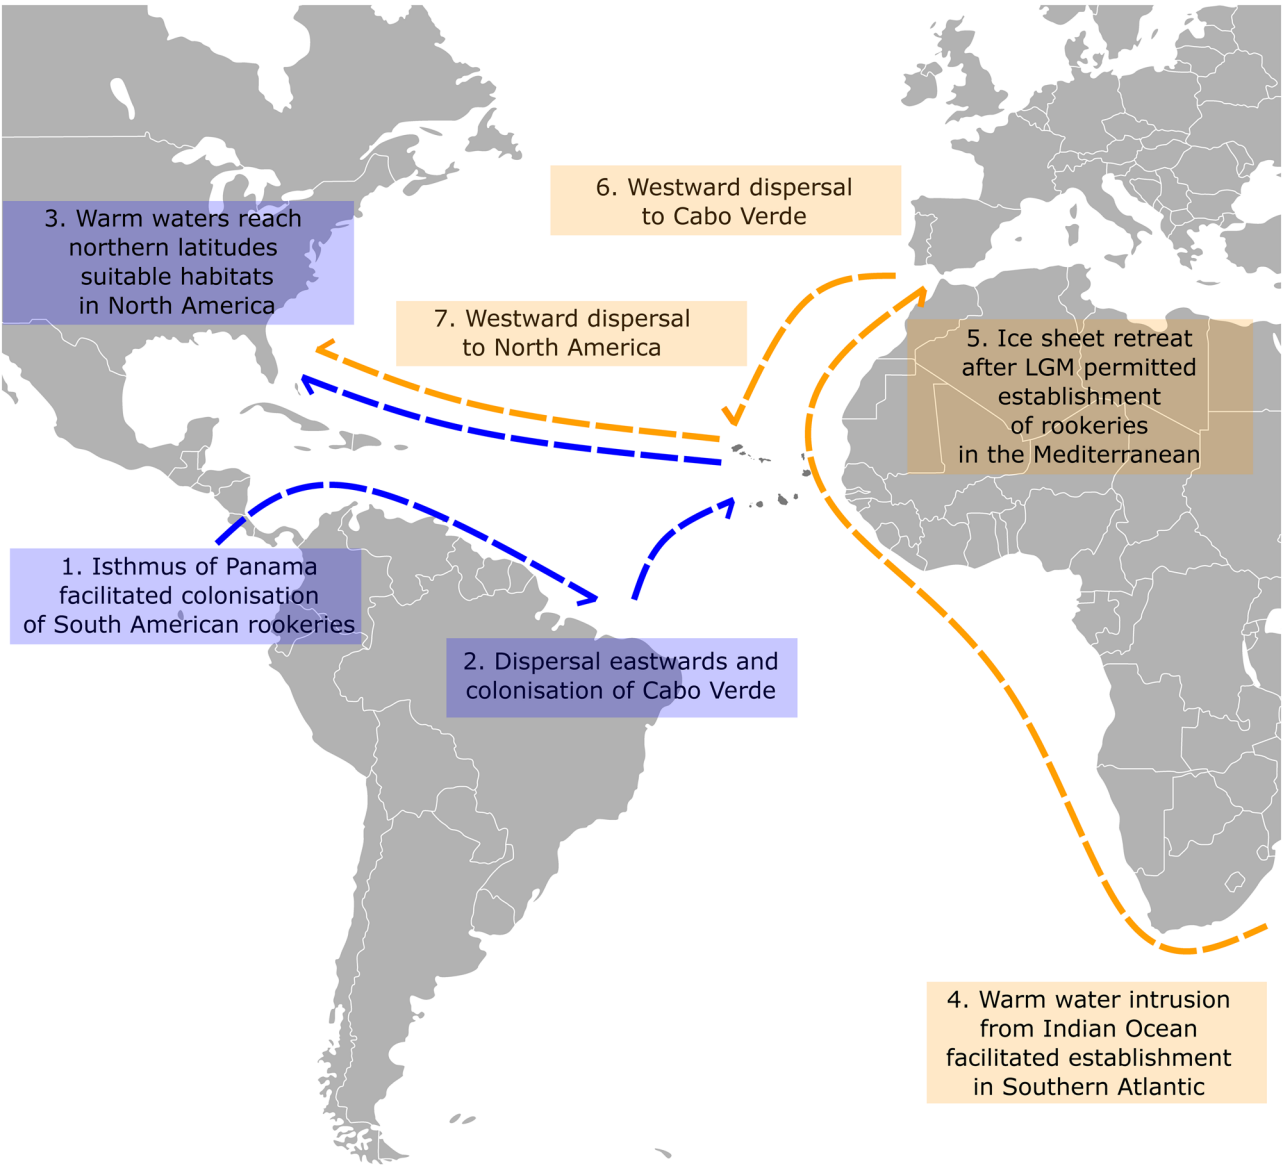 6. Westward dispersal
to Cabo Verde
3. Warm waters reach
northern latitudes
suitable habitats
in North America
7. Westward dispersal
to North America
5. Ice sheet retreat
after LGM permitted
establishment
of rookeries
in the Mediterranean
1. Isthmus of Panama
facilitated colonisation
of South American rookeries
2. Dispersal eastwards and
colonisation of Cabo Verde
4. Warm water intrusion
from Indian Ocean
facilitated establishment
in Southern Atlantic